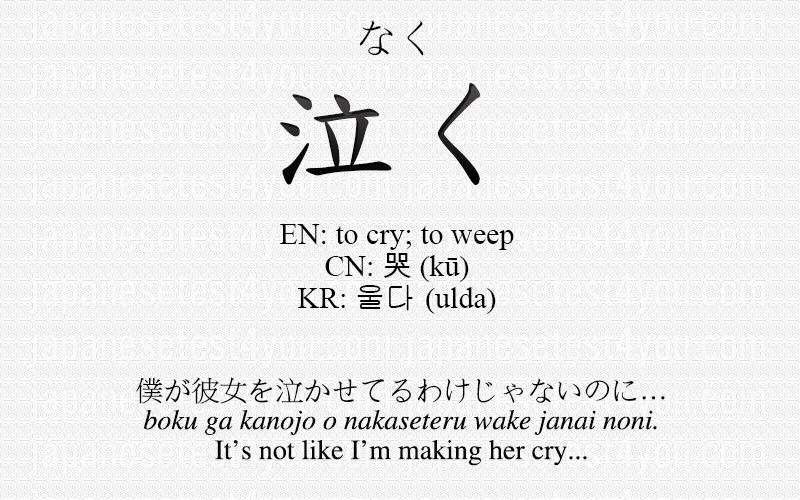 なく
泣く
EN: to cry; to weep
CN: 哭 (kū)
KR: 울다 (ulda)
僕が彼女を泣かせてるわけじゃないのに…
boku ga kanojo o nakaseteru wake janai noni.
It's not like I'm making her cry...